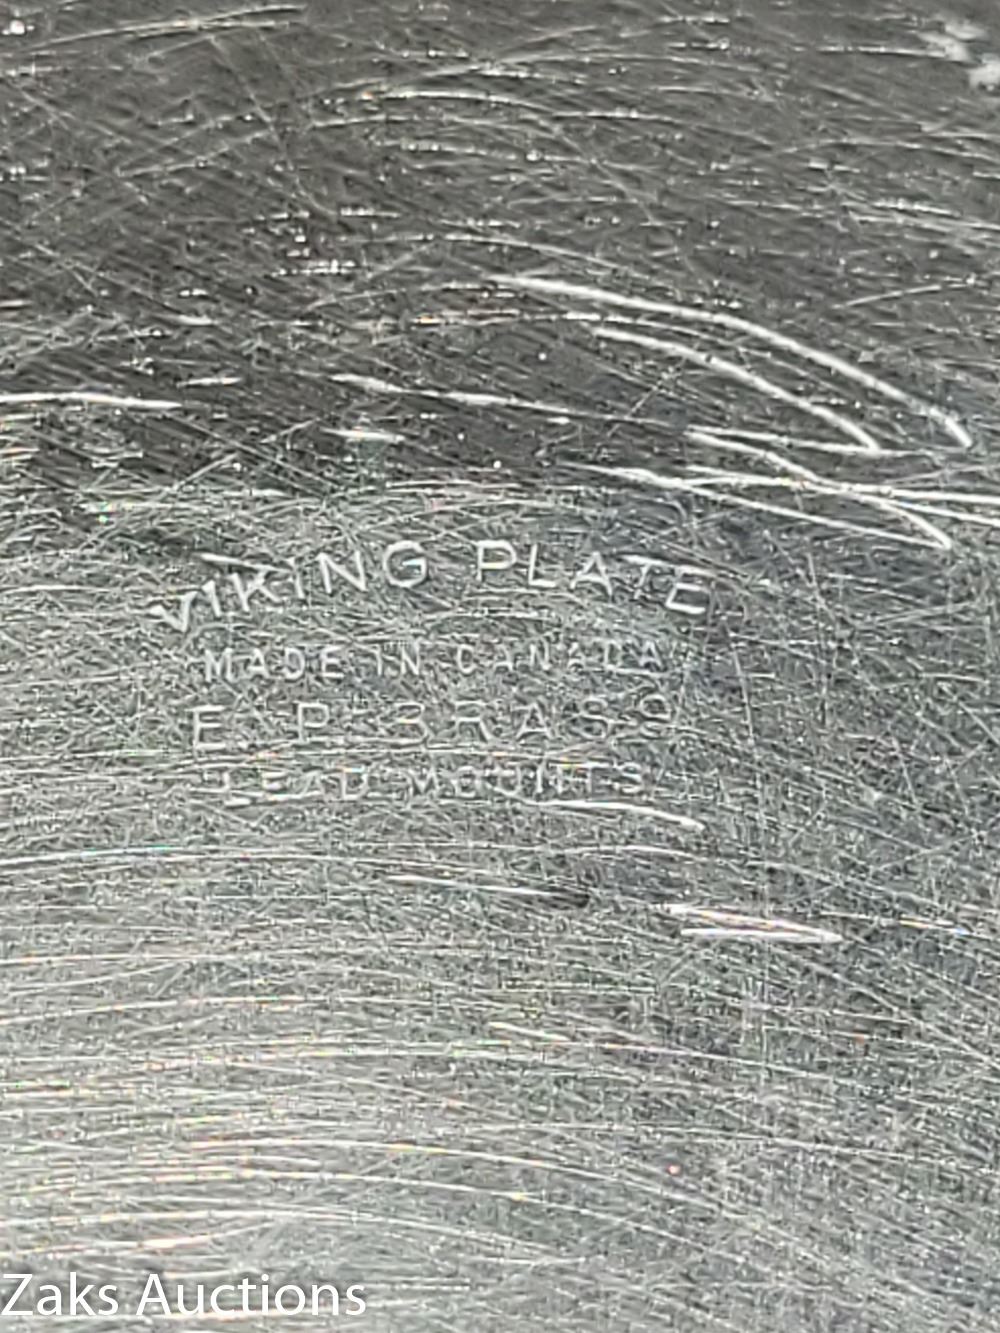 VIKING PLATE
MADE IN CANADA
E. P. BRASS
LEAD MOUNTS
Zaks Auctions